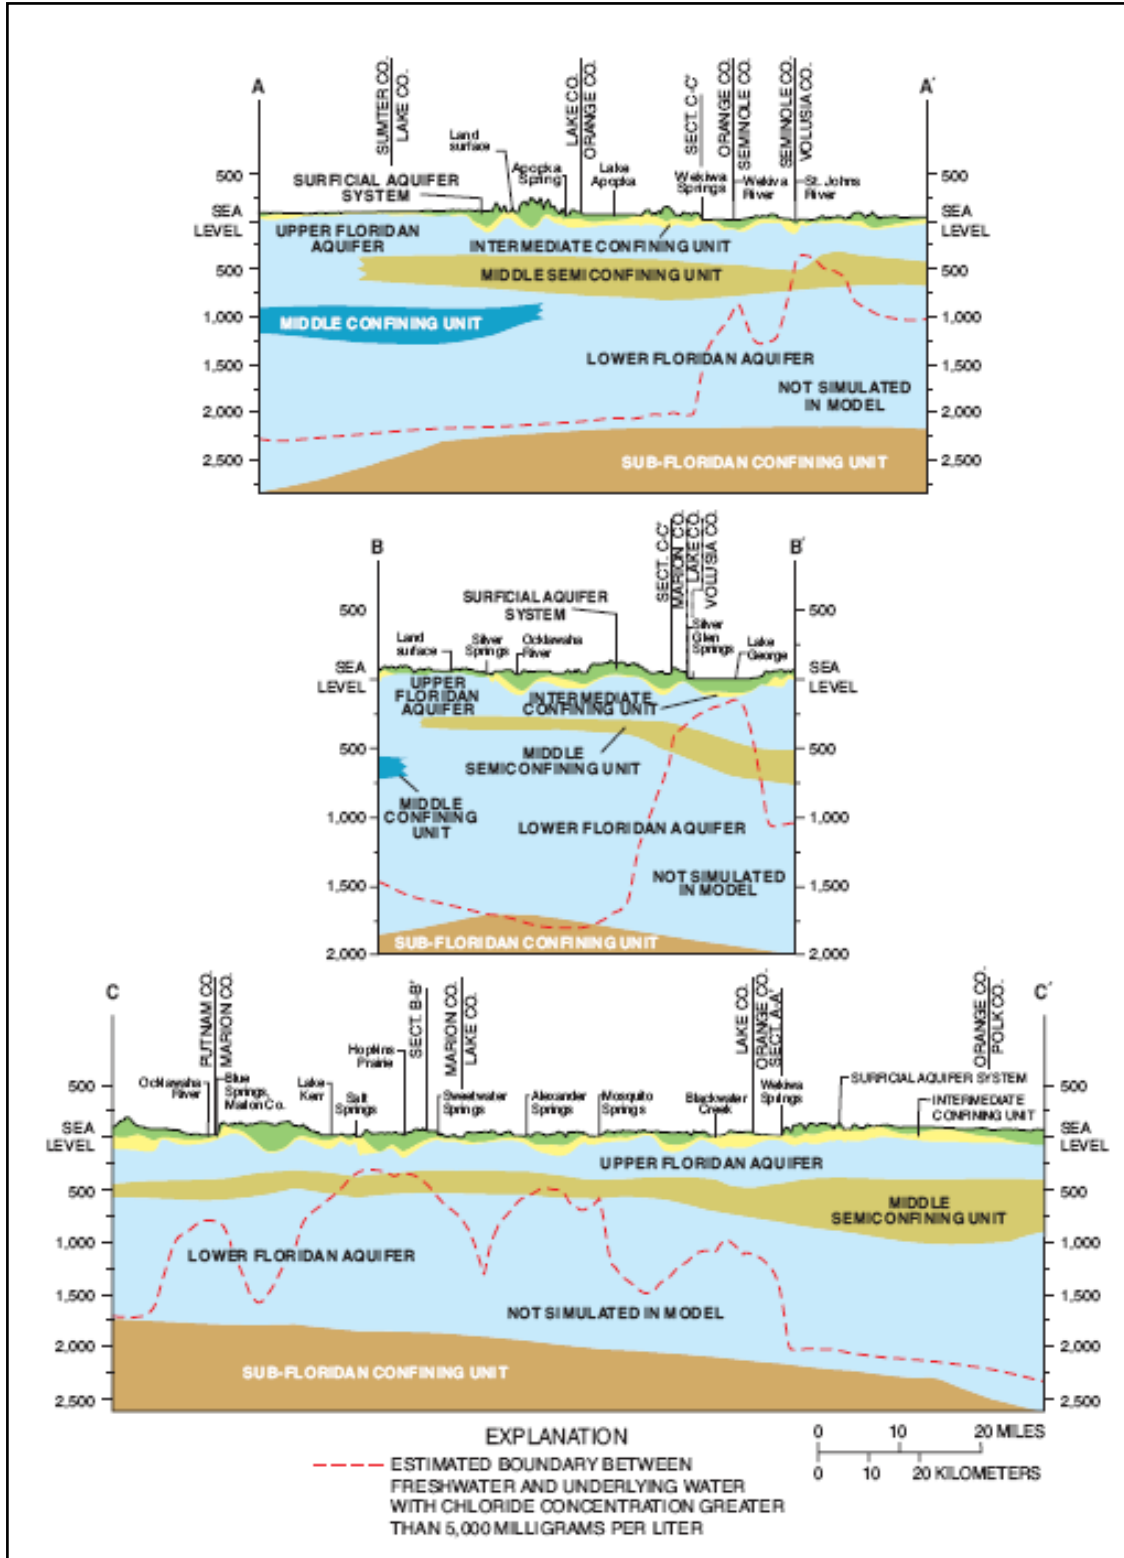 A
SUMTER CO.
LAKE CO.
Land
surface
LAKE CO.
ORANGE CO.
SECT. C-C'
ORANGE CO.
SEMINOLE CO.
SEMINOLE CO.
VOLUSIA CO.
A'
Apopka
Spring
Lake
Apopka
Wekiwa
Springs
Wekiva
River
St. Johns
River
500
SEA
LEVEL
500
1,000
1,500
2,000
2,500
500
SEA
LEVEL
500
1,000
1,500
2,000
2,500
SURFICIAL AQUIFER
SYSTEM
UPPER FLORIDAN
AQUIFER
INTERMEDIATE CONFINING UNIT
MIDDLE SEMICONFINING UNIT
MIDDLE CONFINING UNIT
LOWER FLORIDAN AQUIFER
NOT SIMULATED
IN MODEL
SUB-FLORIDAN CONFINING UNIT
B
SECT. C-C'
MARION CO.
LAKE CO.
VOLUSIA CO.
B'
SURFICIAL AQUIFER
SYSTEM
Land
surface
Silver
Springs
Ocklawaha
River
Silver
Glen
Springs
Lake
George
500
SEA
LEVEL
500
1,000
1,500
2,000
500
SEA
LEVEL
500
1,000
1,500
2,000
UPPER
FLORIDAN
AQUIFER
INTERMEDIATE
CONFINING UNIT
MIDDLE
SEMICONFINING UNIT
MIDDLE
CONFINING
UNIT
LOWER FLORIDAN AQUIFER
NOT SIMULATED
IN MODEL
SUB-FLORIDAN CONFINING UNIT
C
PUTNAM CO.
MARION CO.
SECT. B-B'
MARION CO.
LAKE CO.
LAKE CO.
ORANGE CO.
SECT. A-A'
ORANGE CO.
POLK CO.
C'
Ocklawaha
River
Blue
Springs,
Marion Co.
Lake
Kerr
Salt
Springs
Hopkins
Prairie
Sweetwater
Springs
Alexander
Springs
Mosquito
Springs
Blackwater
Creek
Wekiwa
Springs
SURFICIAL AQUIFER SYSTEM
INTERMEDIATE
CONFINING UNIT
500
SEA
LEVEL
500
1,000
1,500
2,000
2,500
500
SEA
LEVEL
500
1,000
1,500
2,000
2,500
UPPER FLORIDAN AQUIFER
MIDDLE
SEMICONFINING UNIT
LOWER FLORIDAN AQUIFER
NOT SIMULATED IN MODEL
SUB-FLORIDAN CONFINING UNIT
EXPLANATION
ESTIMATED BOUNDARY BETWEEN
FRESHWATER AND UNDERLYING WATER
WITH CHLORIDE CONCENTRATION GREATER
THAN 5,000 MILLIGRAMS PER LITER
0 10 20 MILES
0 10 20 KILOMETERS